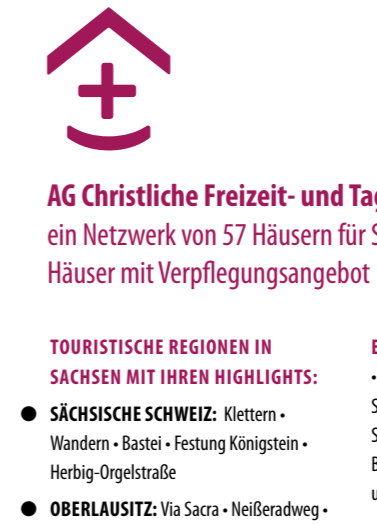 AG Christliche Freizeit- und
ein Netzwerk von 57 Häusern für
Häuser mit Verpflegungsangebot
TOURISTISCHE REGIONEN IN
SACHSEN MIT IHREN HIGHLIGHTS:
● SÄCHSISCHE SCHWEIZ: Klettern •
Wandern • Bastei • Festung Königstein •
Herbig-Orgelstraße
● OBERLAUSITZ: Via Sacra • Neißeradweg •